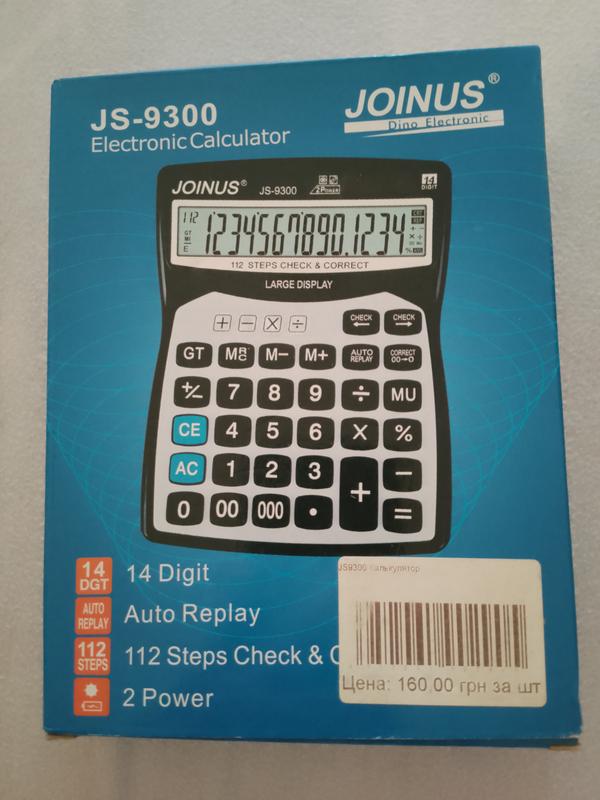 JS-9300
Electronic Calculator
JOINUS®
Dino Electronic
JOINUS®
JS-9300
2 POWER
14
DIGIT
112
GT
MI
E
12345678901234
112 STEPS CHECK & CORRECT
LARGE DISPLAY
+ − × ÷
CHECK ← CHECK →
GT MRC M− M+ AUTO REPLAY CORRECT 00→0
+/− 7 8 9 ÷ MU
CE 4 5 6 X %
AC 1 2 3 + −
0 00 000 • =
14 DGT
14 Digit
AUTO REPLAY
Auto Replay
112 STEPS
112 Steps Check &
2 Power
JS9300 Калькулятор
Цена: 160,00 грн за шт